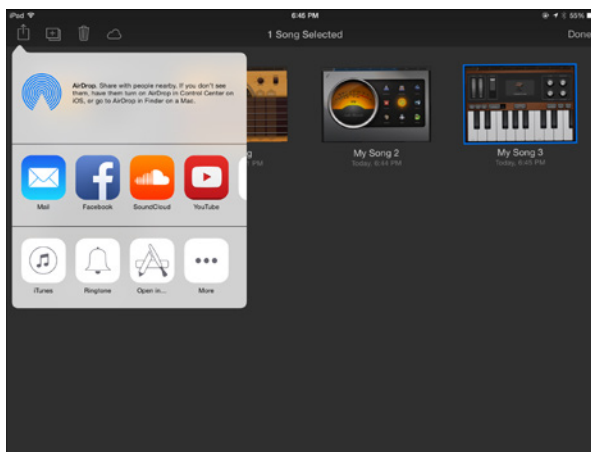 iPad 6:45 PM 55%
1 Song Selected Done
AirDrop. Share with people nearby. If you don't see
them, have them turn on AirDrop in Control Center on
iOS, or go to AirDrop in Finder on a Mac.
My Song 2 My Song 3
PM Today, 6:44 PM Today, 6:45 PM
Mail Facebook SoundCloud YouTube
iTunes Ringtone Open in... More